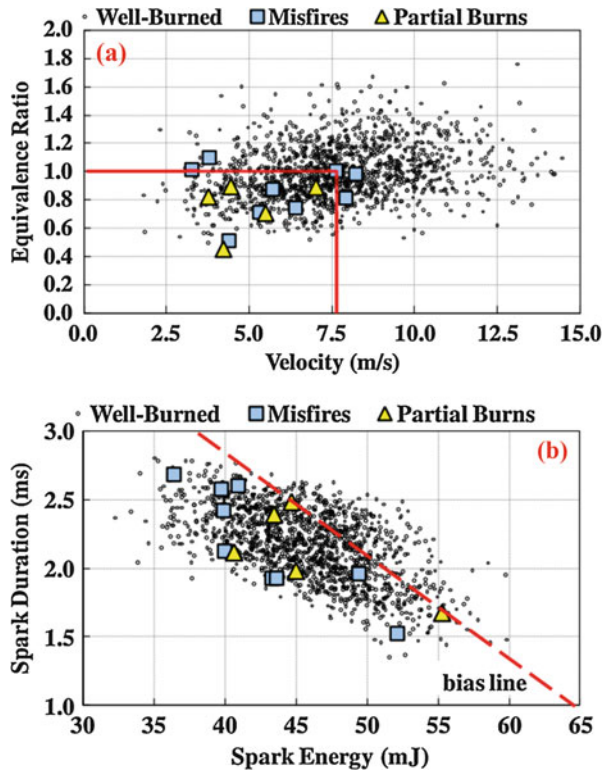 Well-Burned Misfires Partial Burns
(a)
Equivalence Ratio
2.0
1.8
1.6
1.4
1.2
1.0
0.8
0.6
0.4
0.2
0.0
0.0 2.5 5.0 7.5 10.0 12.5 15.0
Velocity (m/s)
Well-Burned Misfires Partial Burns
(b)
Spark Duration (ms)
3.0
2.5
2.0
1.5
1.0
bias line
30 35 40 45 50 55 60 65
Spark Energy (mJ)